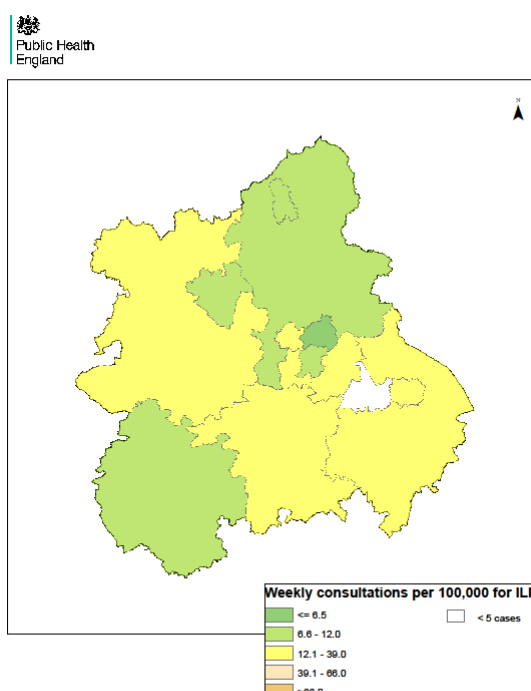 Public Health
England
N
Weekly consultations per 100,000 for ILI
<= 6.5
< 5 cases
6.6 - 12.0
12.1 - 39.0
39.1 - 66.0